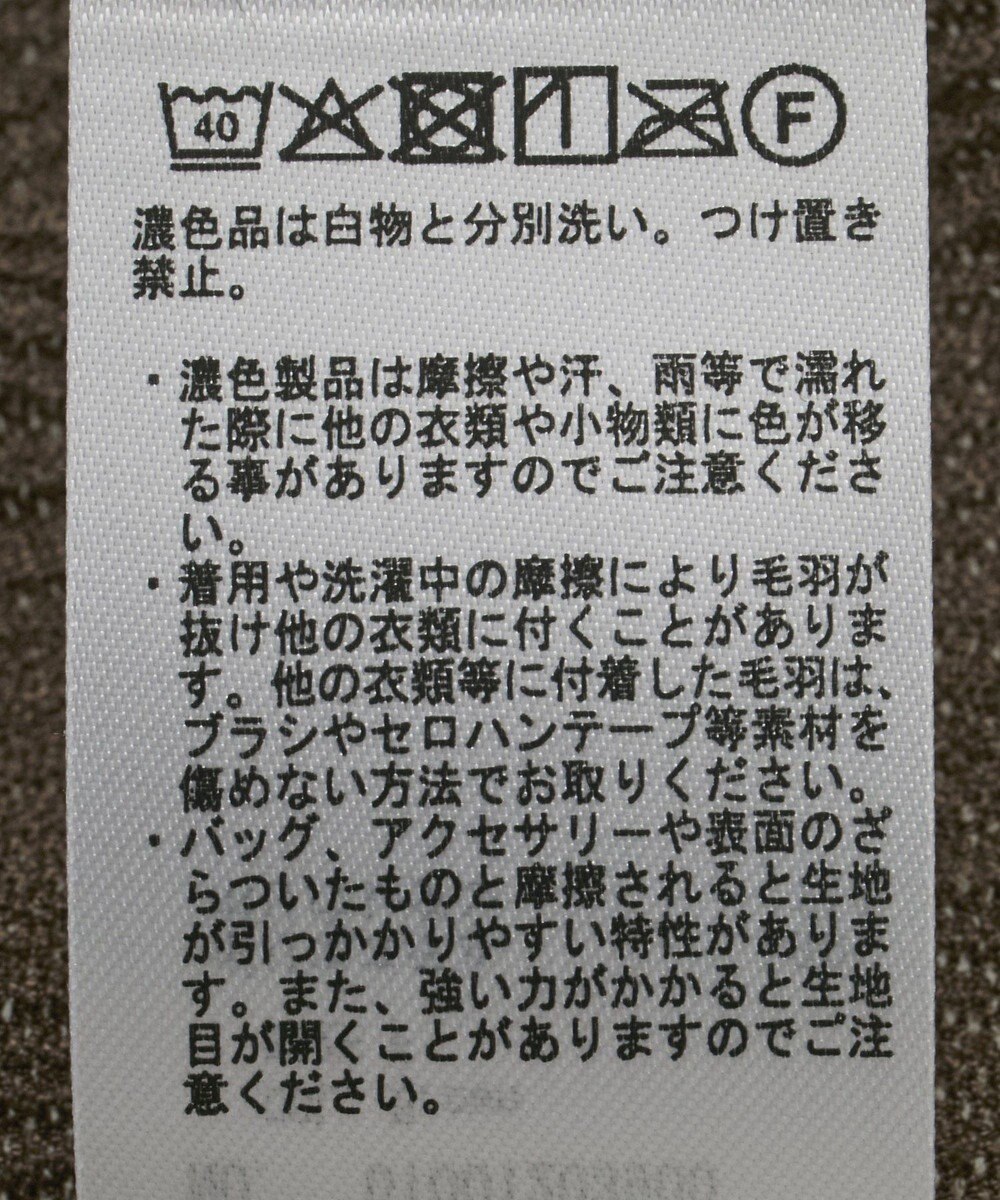 40 F
濃色品は白物と分別洗い。つけ置き
禁止。
・濃色製品は摩擦や汗、雨等で濡れ
た際に他の衣類や小物類に色が移
る事がありますのでご注意くださ
い。
・着用や洗濯中の摩擦により毛羽が
抜け他の衣類に付くことがありま
す。他の衣類等に付着した毛羽は、
ブラシやセロハンテープ等素材を
傷めない方法でお取りください。
・バッグ、アクセサリーや表面のざ
らついたものと摩擦されると生地
が引っかかりやすい特性がありま
す。また、強い力がかかると生地
目が開くことがありますのでご注
意ください。